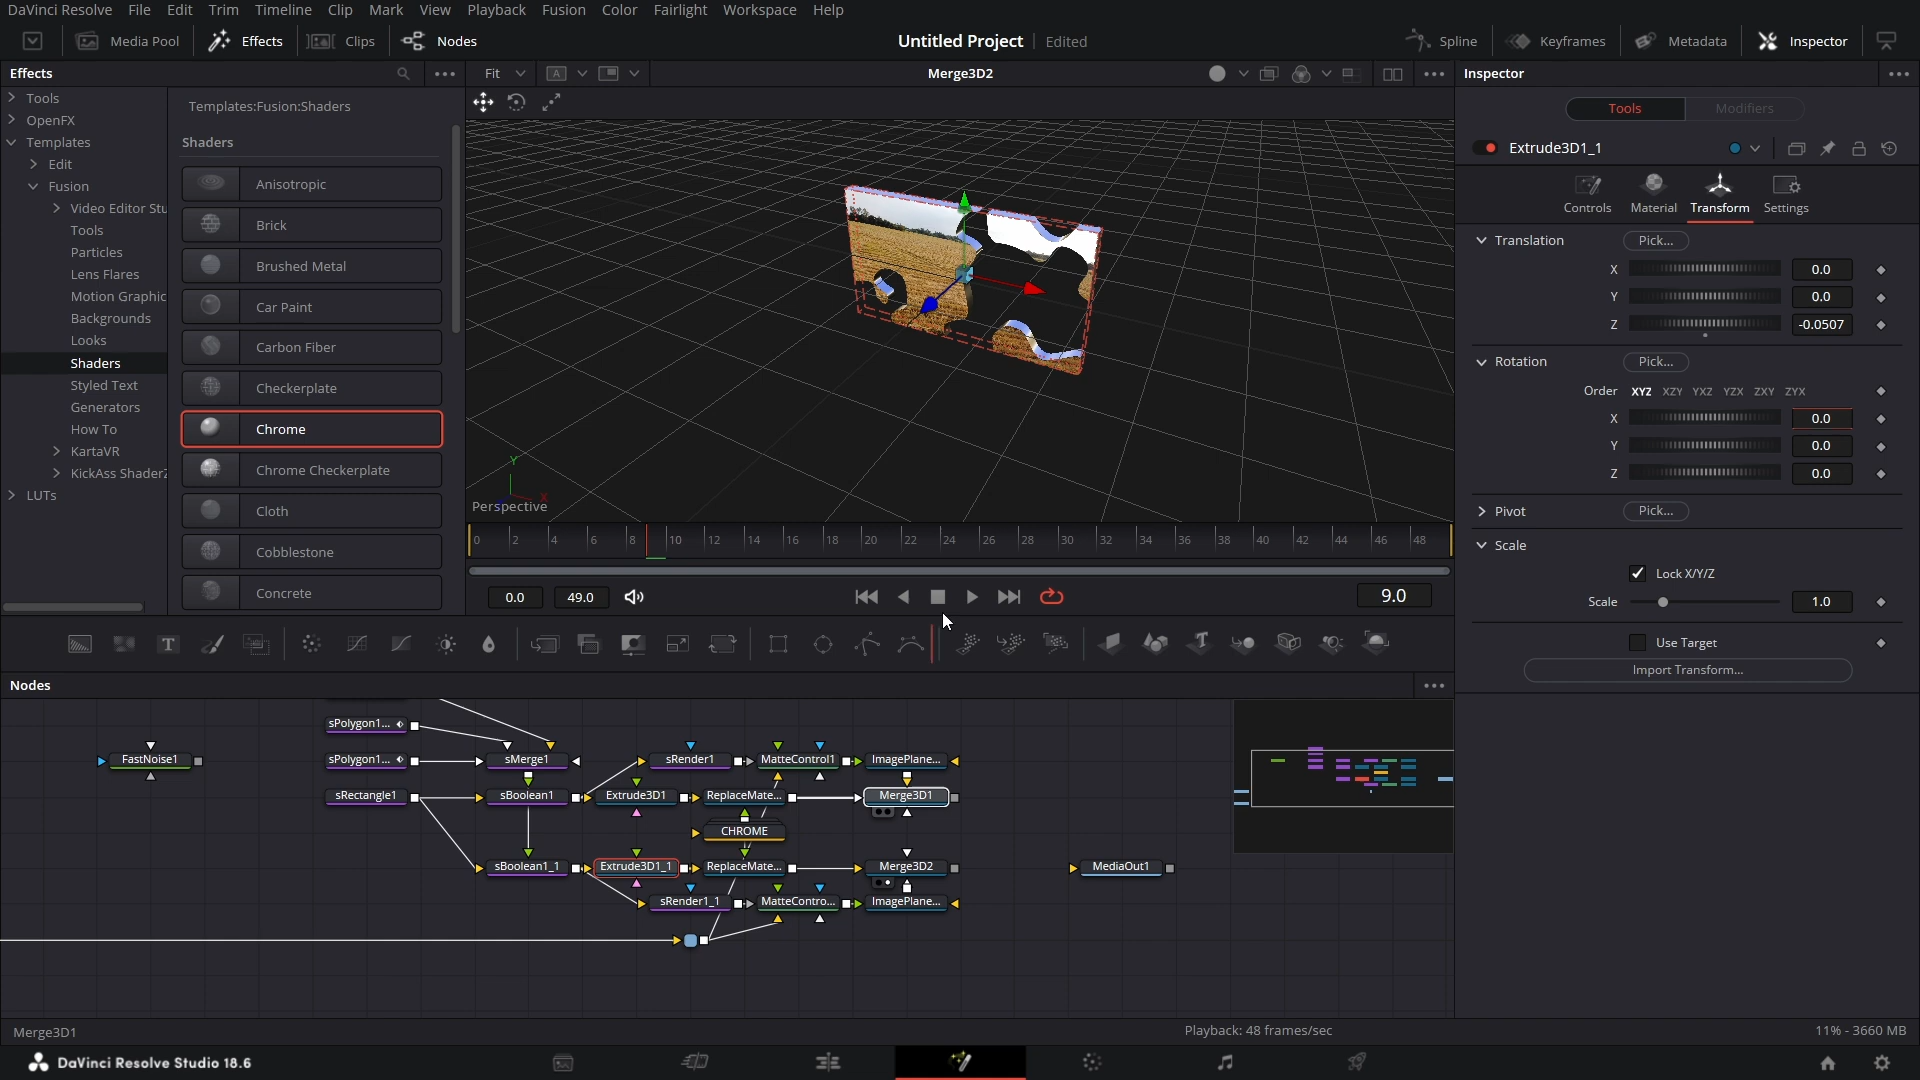 DaVinci Resolve File Edit Trim Timeline Clip Mark View Playback Fusion Color Fairlight Workspace Help
Media Pool Effects Clips Nodes Untitled Project Edited Spline Keyframes Metadata Inspector
Effects Fit A Merge3D2 Inspector
Tools
OpenFX
Templates
Edit
Fusion
Video Editor Stu
Tools
Particles
Lens Flares
Motion Graphic
Backgrounds
Looks
Shaders
Styled Text
Generators
How To
KartaVR
KickAss ShaderZ
LUTs
Templates:Fusion:Shaders
Shaders
Anisotropic
Brick
Brushed Metal
Car Paint
Carbon Fiber
Checkerplate
Chrome
Chrome Checkerplate
Cloth
Cobblestone
Concrete
Y
X
Perspective
0 2 4 6 8 10 12 14 16 18 20 22 24 26 28 30 32 34 36 38 40 42 44 46 48
0.0 49.0 9.0
Tools Modifiers
Extrude3D1_1
Controls Material Transform Settings
Translation Pick...
X 0.0
Y 0.0
Z -0.0507
Rotation Pick...
Order XYZ XZY YXZ YZX ZXY ZYX
X 0.0
Y 0.0
Z 0.0
Pivot Pick...
Scale
Lock X/Y/Z
Scale 1.0
Use Target
Import Transform...
T T
Nodes
sPolygon1...
FastNoise1 sPolygon1... sMerge1 sRender1 MatteControl1 ImagePlane...
sRectangle1 sBoolean1 Extrude3D1 ReplaceMate... Merge3D1
CHROME
sBoolean1_1 Extrude3D1_1 ReplaceMate... Merge3D2 MediaOut1
sRender1_1 MatteContro... ImagePlane...
Merge3D1 Playback: 48 frames/sec 11% - 3660 MB
DaVinci Resolve Studio 18.6